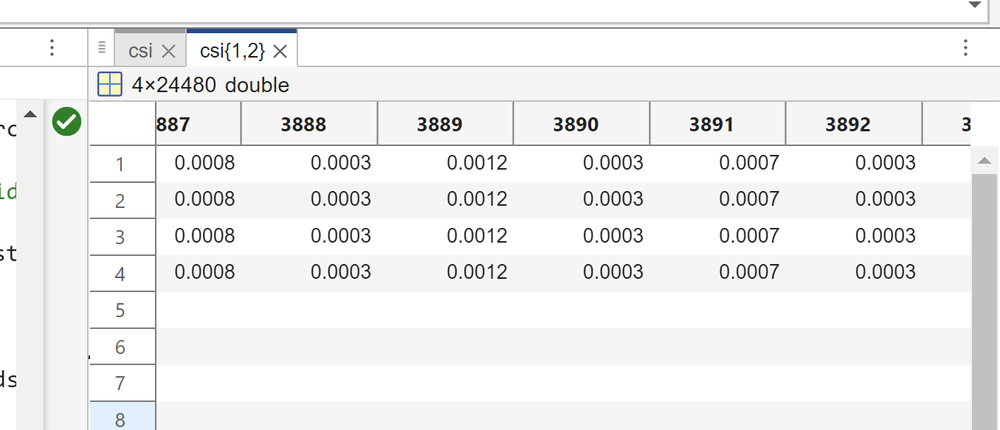 csi csi{1,2}
4×24480 double
887 3888 3889 3890 3891 3892 3
1 0.0008 0.0003 0.0012 0.0003 0.0007 0.0003
2 0.0008 0.0003 0.0012 0.0003 0.0007 0.0003
3 0.0008 0.0003 0.0012 0.0003 0.0007 0.0003
4 0.0008 0.0003 0.0012 0.0003 0.0007 0.0003
5
6
7
8
rc
id
st
ds